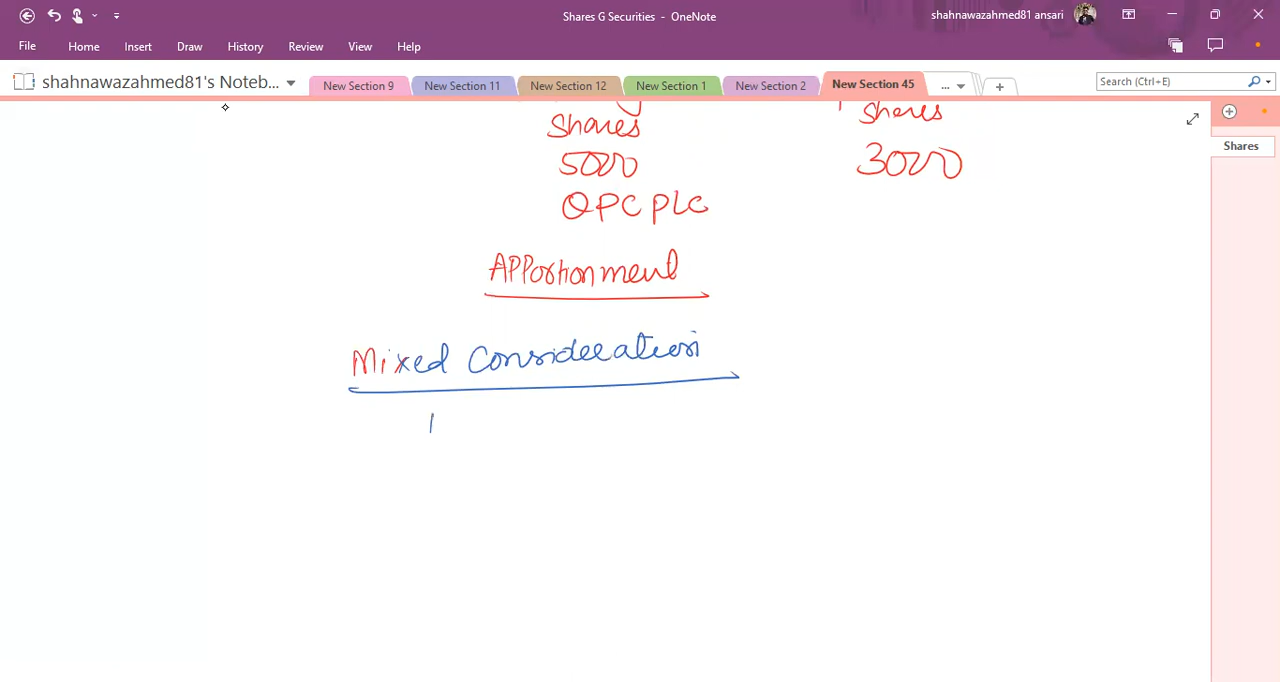 Shares G Securities - OneNote
shahnawazahmed81 ansari
File Home Insert Draw History Review View Help
shahnawazahmed81's Noteb...
New Section 9 New Section 11 New Section 12 New Section 1 New Section 2 New Section 45 ...
Search (Ctrl+E)
Shares
Shares Shares
5000 3000
QPC PLC
APPortionment
Mixed Consideration